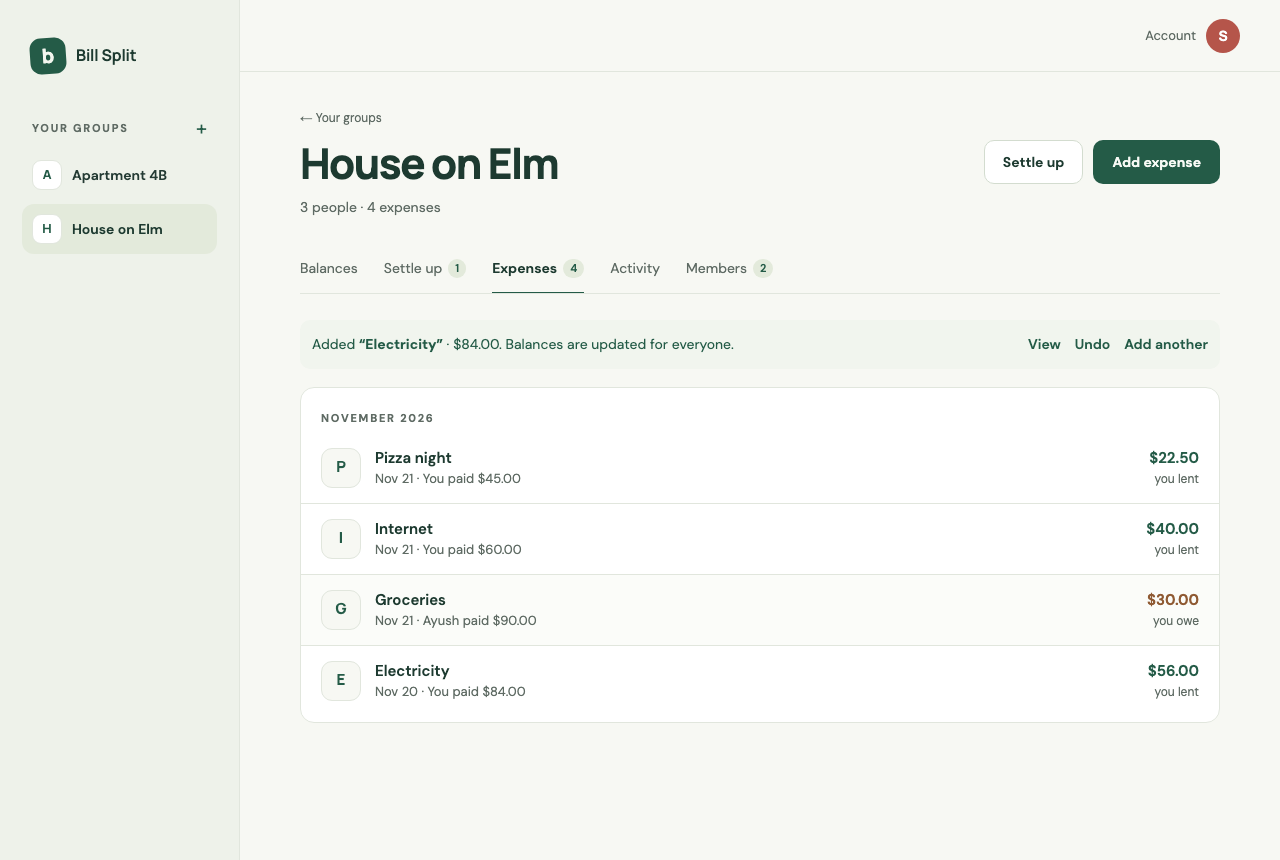 b Bill Split
Account S
YOUR GROUPS +
A Apartment 4B
H House on Elm
← Your groups
House on Elm
Settle up Add expense
3 people · 4 expenses
Balances Settle up 1 Expenses 4 Activity Members 2
Added “Electricity” · $84.00. Balances are updated for everyone. View Undo Add another
NOVEMBER 2026
P Pizza night $22.50
Nov 21 · You paid $45.00 you lent
I Internet $40.00
Nov 21 · You paid $60.00 you lent
G Groceries $30.00
Nov 21 · Ayush paid $90.00 you owe
E Electricity $56.00
Nov 20 · You paid $84.00 you lent